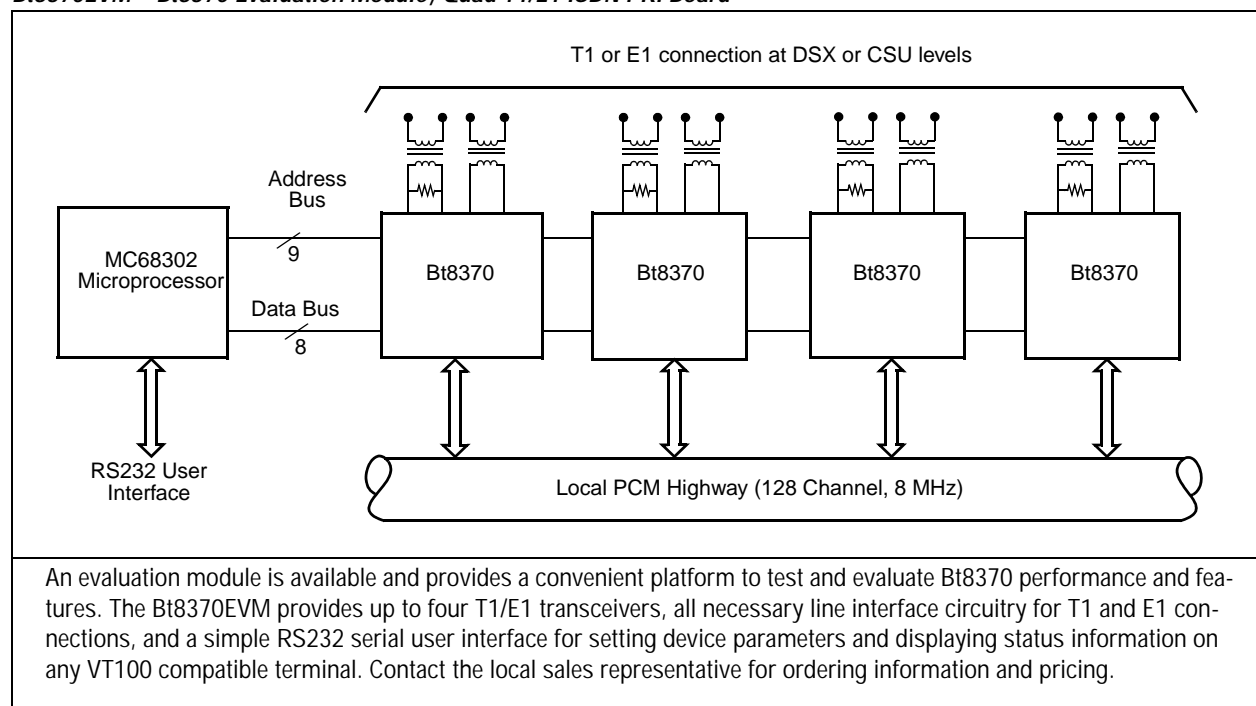 T1 or E1 connection at DSX or CSU levels
Address
Bus
9
MC68302
Microprocessor
Data Bus
8
Bt8370
Bt8370
Bt8370
Bt8370
RS232 User
Interface
Local PCM Highway (128 Channel, 8 MHz)
An evaluation module is available and provides a convenient platform to test and evaluate Bt8370 performance and fea-
tures. The Bt8370EVM provides up to four T1/E1 transceivers, all necessary line interface circuitry for T1 and E1 con-
nections, and a simple RS232 serial user interface for setting device parameters and displaying status information on
any VT100 compatible terminal. Contact the local sales representative for ordering information and pricing.